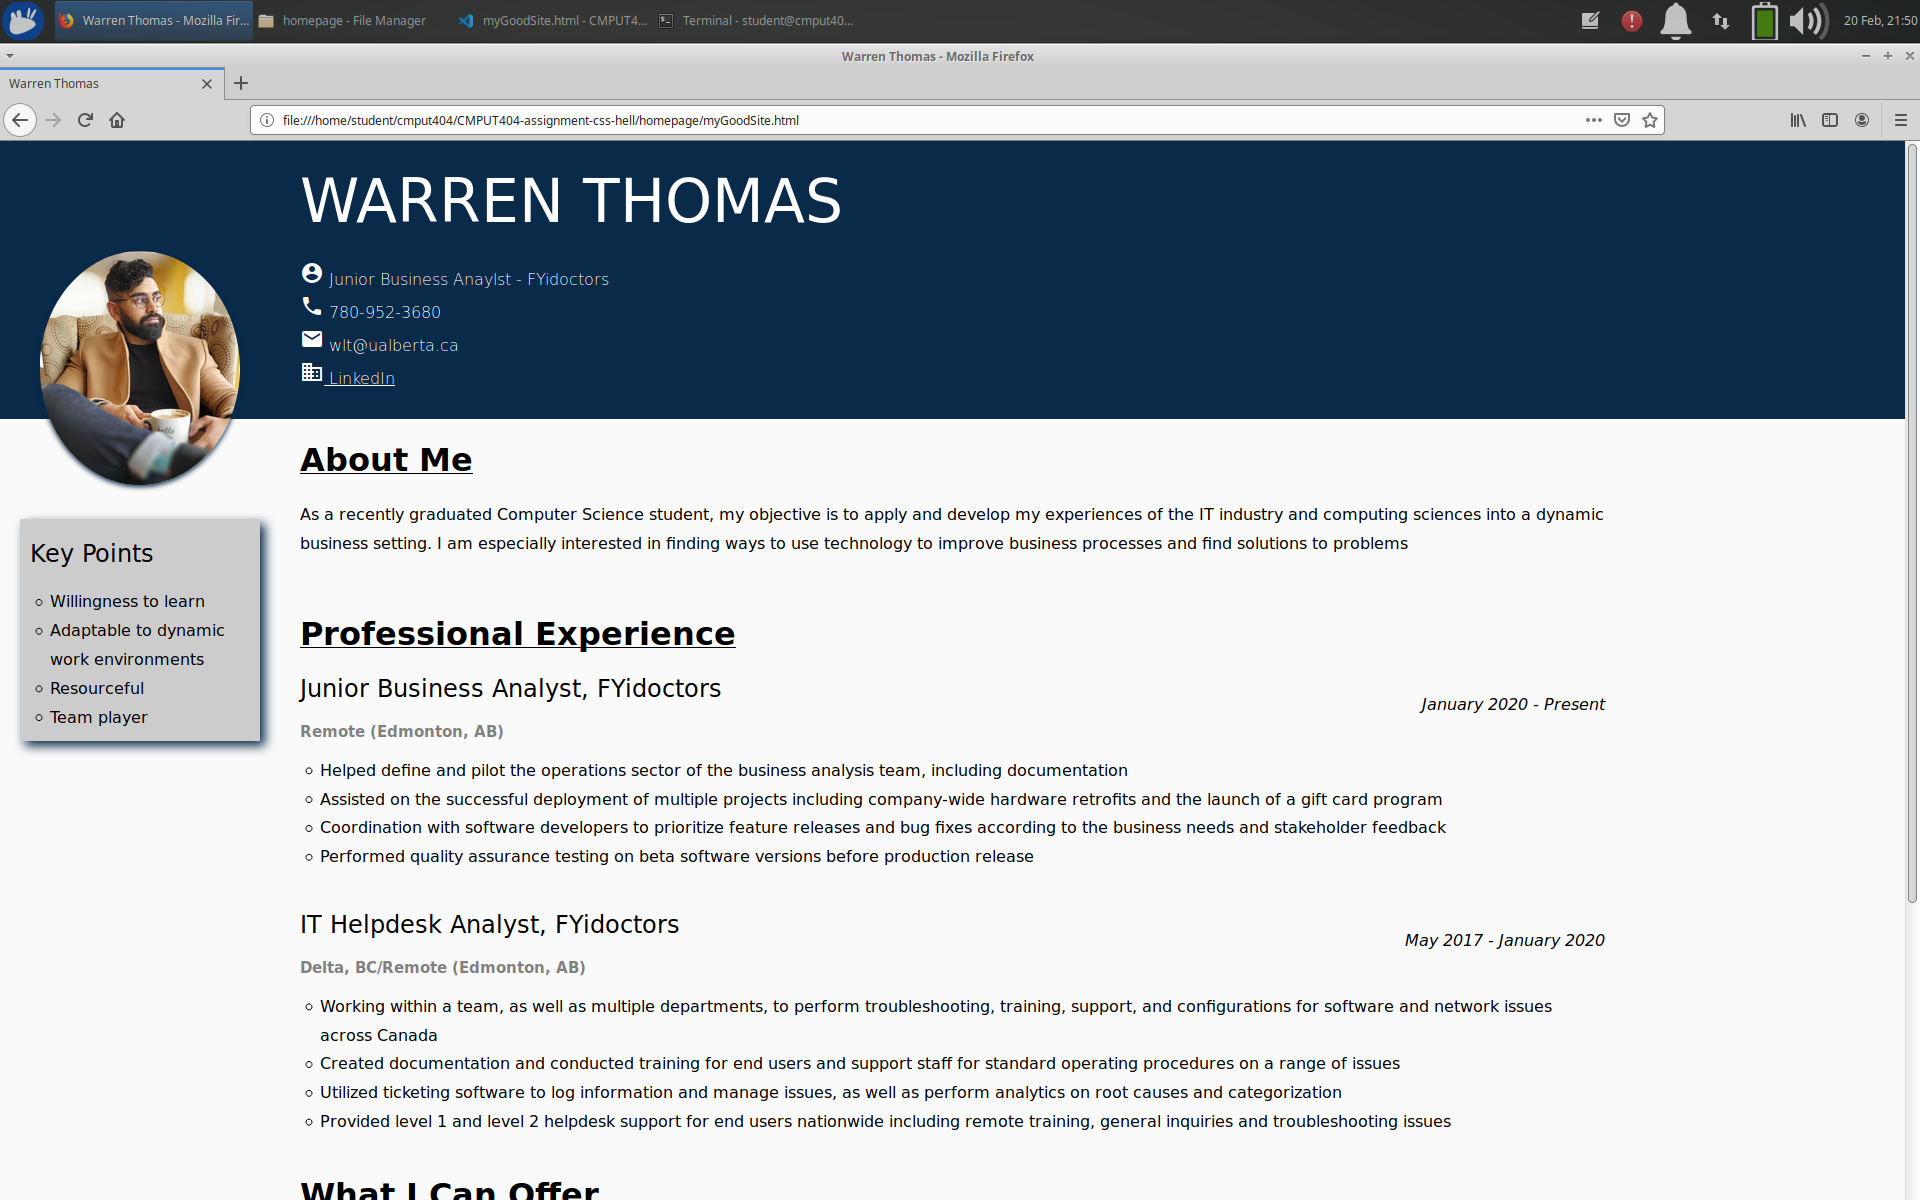 Warren Thomas - Mozilla Fir...
homepage - File Manager
myGoodSite.html - CMPUT4...
Terminal - student@cmput40...
20 Feb, 21:50
Warren Thomas - Mozilla Firefox
Warren Thomas
file:///home/student/cmput404/CMPUT404-assignment-css-hell/homepage/myGoodSite.html
WARREN THOMAS
Junior Business Anaylst - FYidoctors
780-952-3680
wlt@ualberta.ca
LinkedIn
About Me
As a recently graduated Computer Science student, my objective is to apply and develop my experiences of the IT industry and computing sciences into a dynamic
business setting. I am especially interested in finding ways to use technology to improve business processes and find solutions to problems
Key Points
Willingness to learn
Adaptable to dynamic
work environments
Resourceful
Team player
Professional Experience
Junior Business Analyst, FYidoctors
January 2020 - Present
Remote (Edmonton, AB)
Helped define and pilot the operations sector of the business analysis team, including documentation
Assisted on the successful deployment of multiple projects including company-wide hardware retrofits and the launch of a gift card program
Coordination with software developers to prioritize feature releases and bug fixes according to the business needs and stakeholder feedback
Performed quality assurance testing on beta software versions before production release
IT Helpdesk Analyst, FYidoctors
May 2017 - January 2020
Delta, BC/Remote (Edmonton, AB)
Working within a team, as well as multiple departments, to perform troubleshooting, training, support, and configurations for software and network issues
across Canada
Created documentation and conducted training for end users and support staff for standard operating procedures on a range of issues
Utilized ticketing software to log information and manage issues, as well as perform analytics on root causes and categorization
Provided level 1 and level 2 helpdesk support for end users nationwide including remote training, general inquiries and troubleshooting issues
What I Can Offer